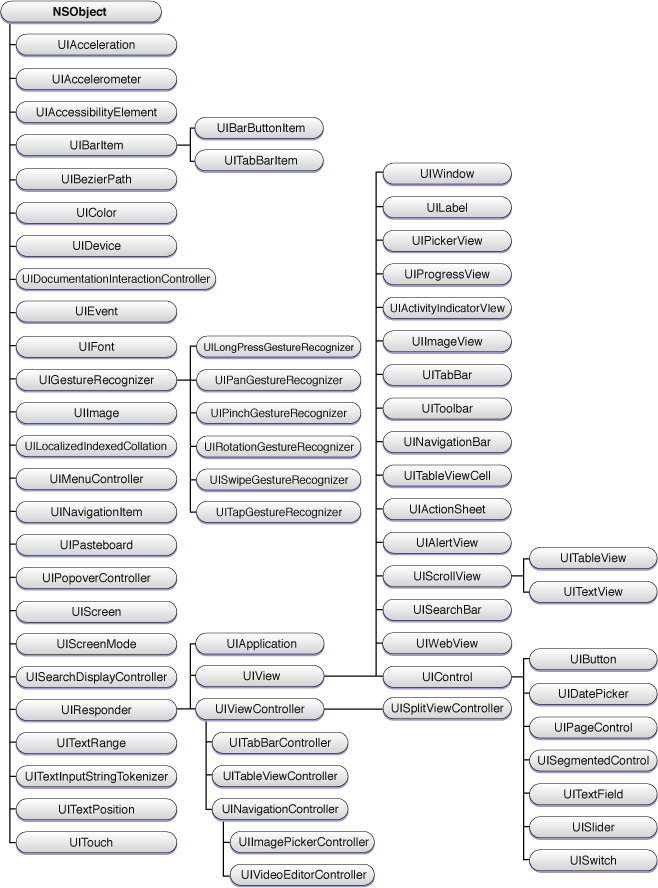 NSObject
UIAcceleration
UIAccelerometer
UIAccessibilityElement
UIBarItem
UIBarButtonItem
UITabBarItem
UIBezierPath
UIColor
UIDevice
UIDocumentationInteractionController
UIEvent
UIFont
UIGestureRecognizer
UILongPressGestureRecognizer
UIPanGestureRecognizer
UIPinchGestureRecognizer
UIRotationGestureRecognizer
UISwipeGestureRecognizer
UITapGestureRecognizer
UIImage
UILocalizedIndexedCollation
UIMenuController
UINavigationItem
UIPasteboard
UIPopoverController
UIScreen
UIScreenMode
UISearchDisplayController
UIResponder
UIApplication
UIView
UIWindow
UILabel
UIPickerView
UIProgressView
UIActivityIndicatorVIew
UIImageView
UITabBar
UIToolbar
UINavigationBar
UITableViewCell
UIActionSheet
UIAlertView
UIScrollView
UITableView
UITextView
UISearchBar
UIWebView
UIControl
UIButton
UIDatePicker
UIPageControl
UISegmentedControl
UITextField
UISlider
UISwitch
UIViewController
UISplitViewController
UITabBarController
UITableViewController
UINavigationController
UIImagePickerController
UIVideoEditorController
UITextRange
UITextInputStringTokenizer
UITextPosition
UITouch